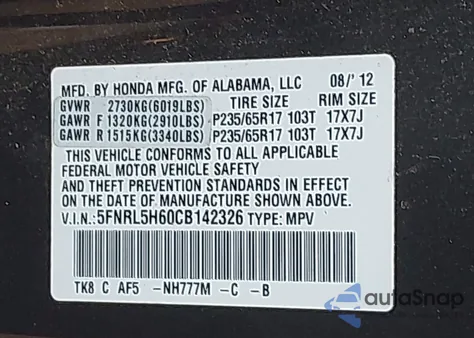 MFD. BY HONDA MFG. OF ALABAMA, LLC 08/'12
GVWR 2730KG(6019LBS) TIRE SIZE RIM SIZE
GAWR F 1320KG(2910LBS) P235/65R17 103T 17X7J
GAWR R 1515KG(3340LBS) P235/65R17 103T 17X7J
THIS VEHICLE CONFORMS TO ALL APPLICABLE
FEDERAL MOTOR VEHICLE SAFETY
AND THEFT PREVENTION STANDARDS IN EFFECT
ON THE DATE OF MANUFACTURE SHOWN ABOVE.
V.I.N.: 5FNRL5H60CB142326 TYPE: MPV
TK8 C AF5 -NH777M -C -B
autoSnap